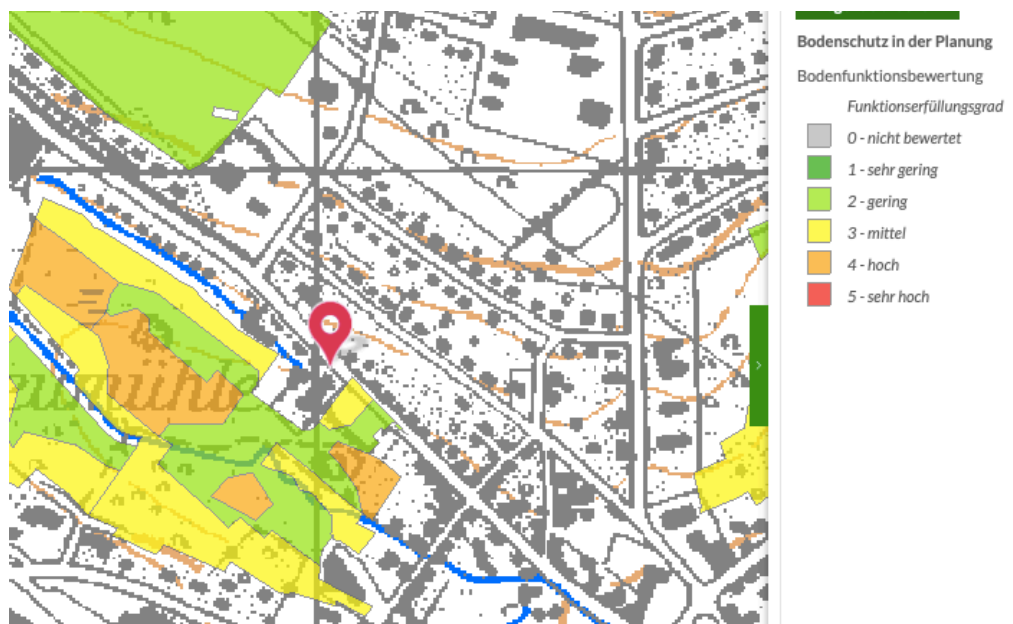 Bodenschutz in der Planung
Bodenfunktionsbewertung
Funktionserfüllungsgrad
0 - nicht bewertet
1 - sehr gering
2 - gering
3 - mittel
4 - hoch
5 - sehr hoch